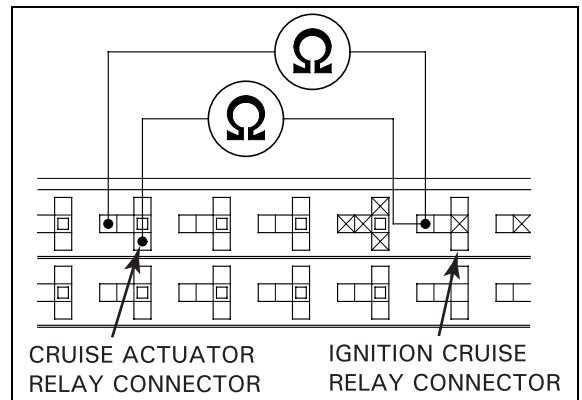 Ω
Ω
CRUISE ACTUATOR
RELAY CONNECTOR
IGNITION CRUISE
RELAY CONNECTOR